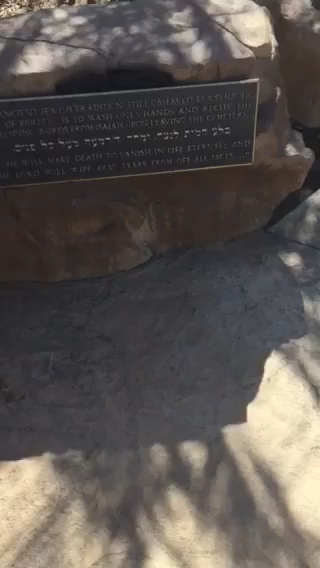 ANCIENT JEWISH TRADITION STILL OBSERVED AS A SYMBOL
OF PURITY, IS TO WASH ONE'S HANDS AND RECITE THE
WORDS FROM ISAIAH UPON LEAVING THE CEMETERY
בלע המות לנצח ומחה ה׳ דמעה מעל כל פנים
HE WILL MAKE DEATH TO VANISH IN LIFE ETERNAL; AND
THE LORD WILL WIPE AWAY TEARS FROM OFF ALL FACES...."